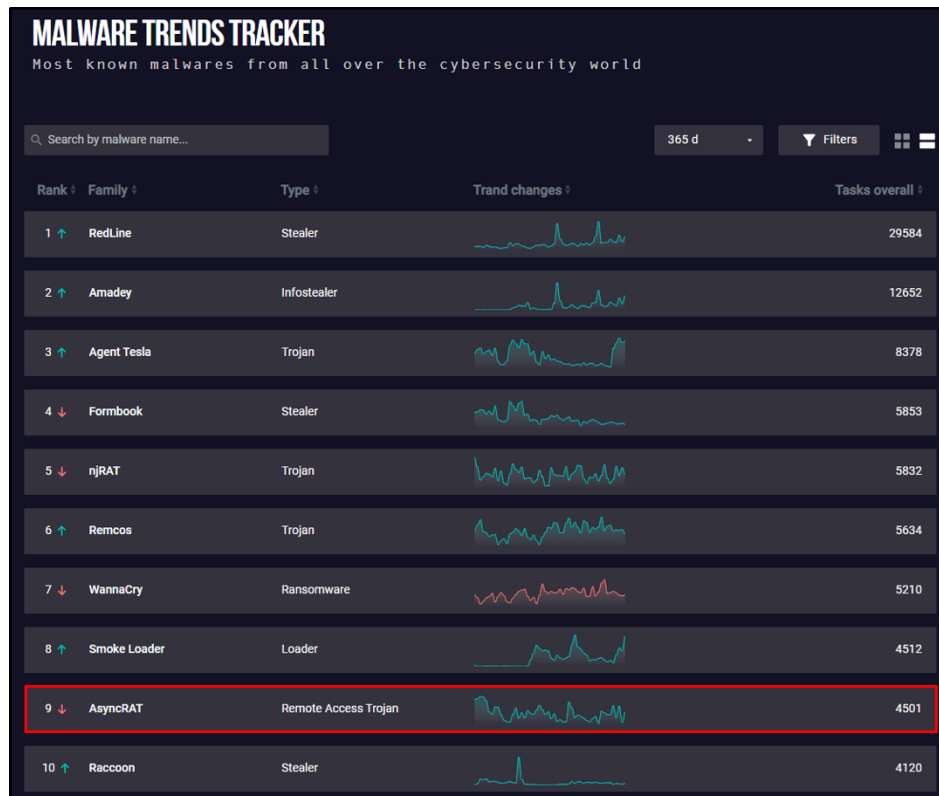 MALWARE TRENDS TRACKER
Most known malwares from all over the cybersecurity world
Search by malware name... 365 d Filters
Rank Family Type Trand changes Tasks overall
1 ↑ RedLine Stealer 29584
2 ↑ Amadey Infostealer 12652
3 ↑ Agent Tesla Trojan 8378
4 ↓ Formbook Stealer 5853
5 ↓ njRAT Trojan 5832
6 ↑ Remcos Trojan 5634
7 ↓ WannaCry Ransomware 5210
8 ↑ Smoke Loader Loader 4512
9 ↓ AsyncRAT Remote Access Trojan 4501
10 ↑ Raccoon Stealer 4120